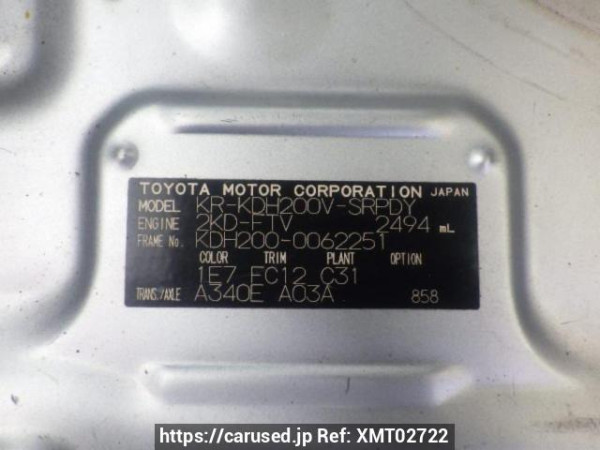 TOYOTA MOTOR CORPORATION JAPAN
MODEL KR-KDH200V-SRPDY
ENGINE 2KD-FTV 2494 mL
FRAME No. KDH200-0062251
COLOR TRIM PLANT OPTION
1E7 FC12 C31
TRANS./AXLE A340E A03A 858
https://carused.jp Ref: XMT02722